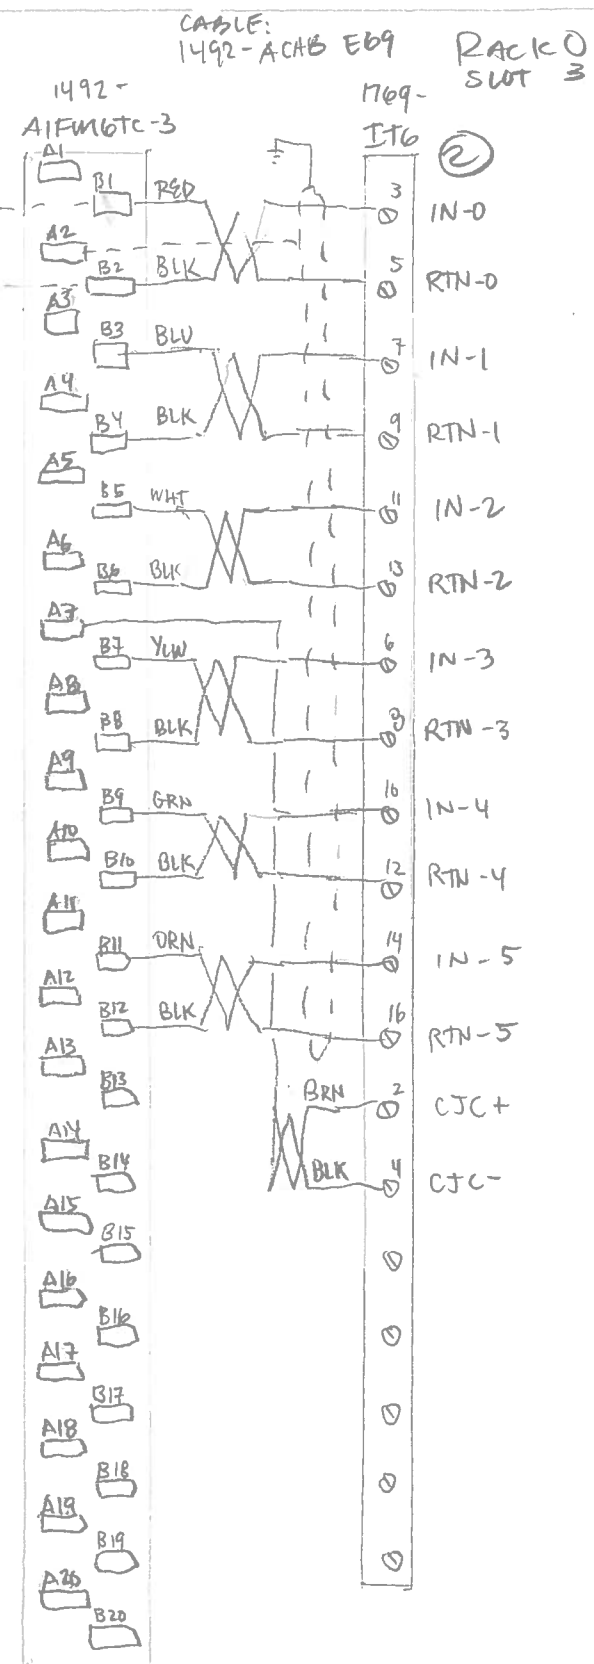 CABLE:
1492-ACAB E69
RACK 0
SLOT 3
1492-
AIFM6TC-3
1769-
IT6
2
A1
B1 RED 3 IN-0
A2
B2 BLK 5 RTN-0
A3
B3 BLU 7 IN-1
A4
B4 BLK 9 RTN-1
A5
B5 WHT 11 IN-2
A6
B6 BLK 13 RTN-2
A7
B7 YLW 6 IN-3
A8
B8 BLK 8 RTN-3
A9
B9 GRN 10 IN-4
A10
B10 BLK 12 RTN-4
A11
B11 ORN 14 IN-5
A12
B12 BLK 16 RTN-5
A13
B13 BRN 2 CJC+
A14
B14 BLK 4 CJC-
A15
B15
A16
B16
A17
B17
A18
B18
A19
B19
A20
B20